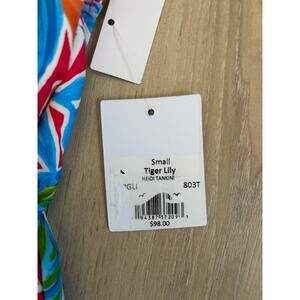 Small
Tiger Lily
HEIDI TANKINI
803T
$98.00